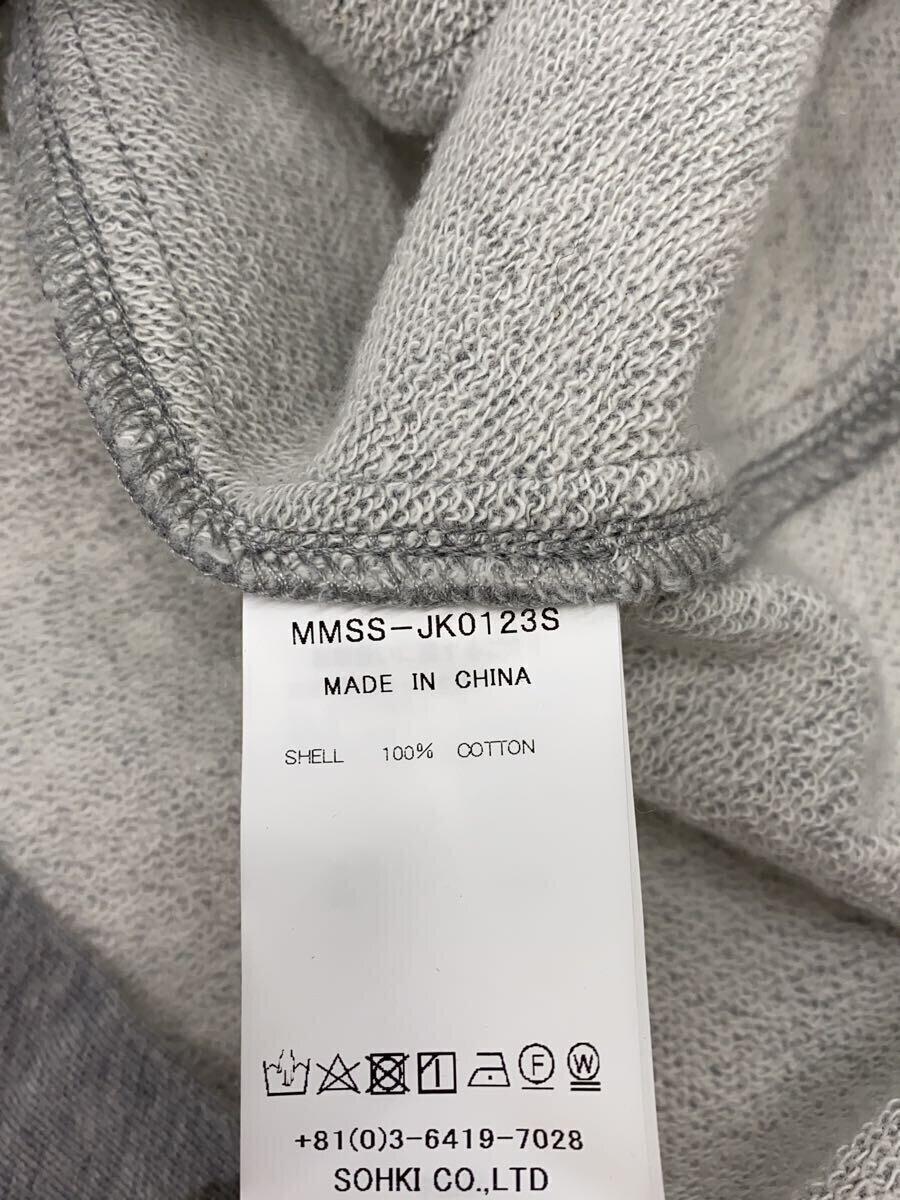 MMSS-JK0123S
MADE IN CHINA
SHELL 100% COTTON
F W
+81(0)3-6419-7028
SOHKI CO.,LTD